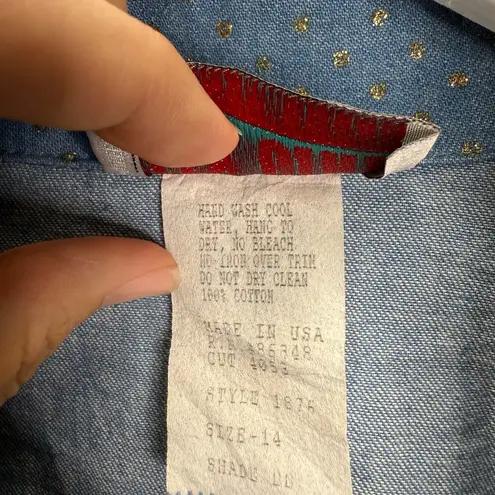 HAND WASH COOL
WATER, HANG TO
DRY, NO BLEACH
NO IRON OVER TRIM
DO NOT DRY CLEAN
100% COTTON
MADE IN USA
CUT
STYLE 187A
SIZE-14
SHADE